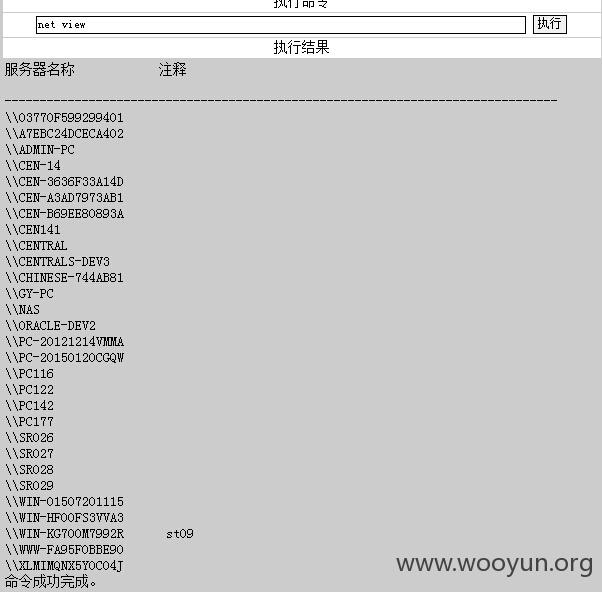 执行命令
net view 执行
执行结果
服务器名称 注释
-------------------------------------------------------------------------------
\\03770F599299401
\\A7EBC24DCECA402
\\ADMIN-PC
\\CEN-14
\\CEN-3636F33A14D
\\CEN-A3AD7973AB1
\\CEN-B69EE80893A
\\CEN141
\\CENTRAL
\\CENTRALS-DEV3
\\CHINESE-744AB81
\\GY-PC
\\NAS
\\ORACLE-DEV2
\\PC-20121214VMMA
\\PC-20150120CGQW
\\PC116
\\PC122
\\PC142
\\PC177
\\SR026
\\SR027
\\SR028
\\SR029
\\WIN-01507201115
\\WIN-HF00FS3VVA3
\\WIN-KG700M7992R st09
\\WWW-FA95F0BBE90
\\XLMIMQNX5Y0C04J
命令成功完成。
www.wooyun.org